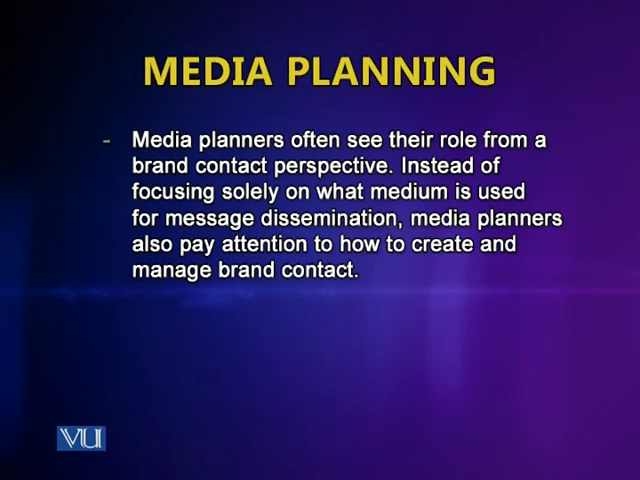 MEDIA PLANNING
- Media planners often see their role from a
brand contact perspective. Instead of
focusing solely on what medium is used
for message dissemination, media planners
also pay attention to how to create and
manage brand contact.
VU